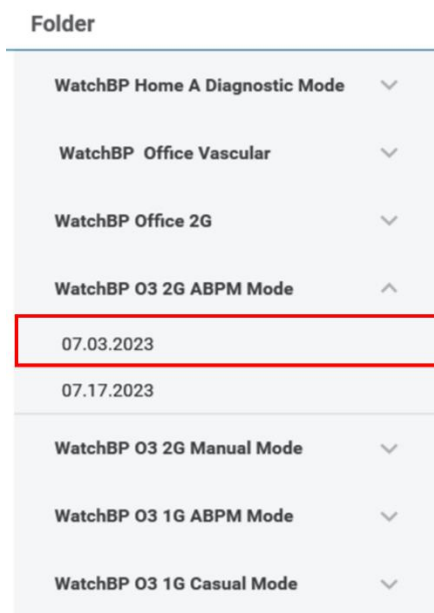 Folder
WatchBP Home A Diagnostic Mode
WatchBP Office Vascular
WatchBP Office 2G
WatchBP O3 2G ABPM Mode
07.03.2023
07.17.2023
WatchBP O3 2G Manual Mode
WatchBP O3 1G ABPM Mode
WatchBP O3 1G Casual Mode